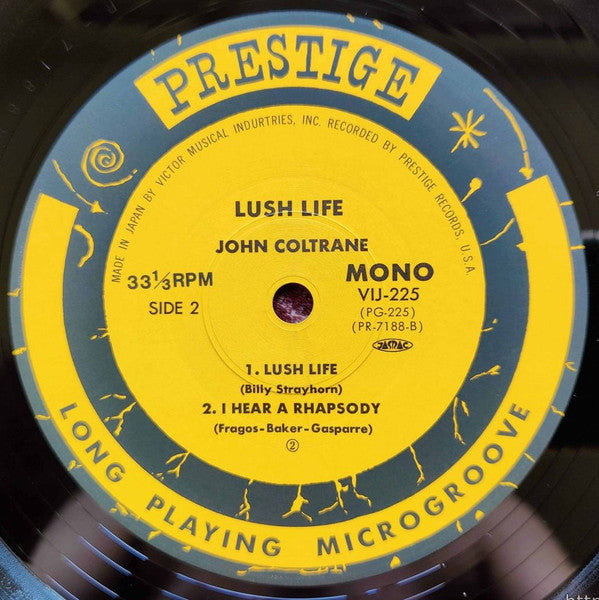 PRESTIGE
MADE IN JAPAN BY VICTOR MUSICAL INDURTRIES, INC. RECORDED BY PRESTIGE RECORDS, U.S.A.
LUSH LIFE
JOHN COLTRANE
33 1/3 RPM
SIDE 2
MONO
VIJ-225
(PG-225)
(PR-7188-B)
JASRAC
1. LUSH LIFE
(Billy Strayhorn)
2. I HEAR A RHAPSODY
(Fragos-Baker-Gasparre)
②
LONG PLAYING MICROGROOVE